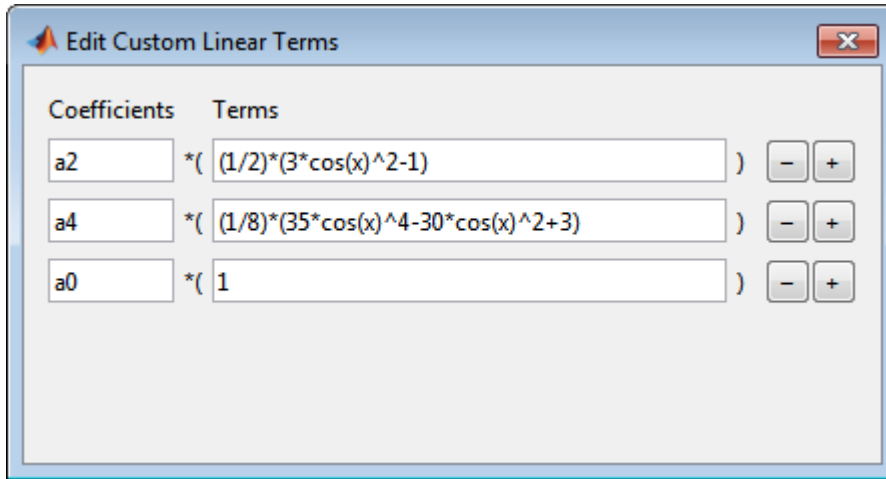 Edit Custom Linear Terms
Coefficients Terms
a2 *( (1/2)*(3*cos(x)^2-1) ) − +
a4 *( (1/8)*(35*cos(x)^4-30*cos(x)^2+3) ) − +
a0 *( 1 ) − +